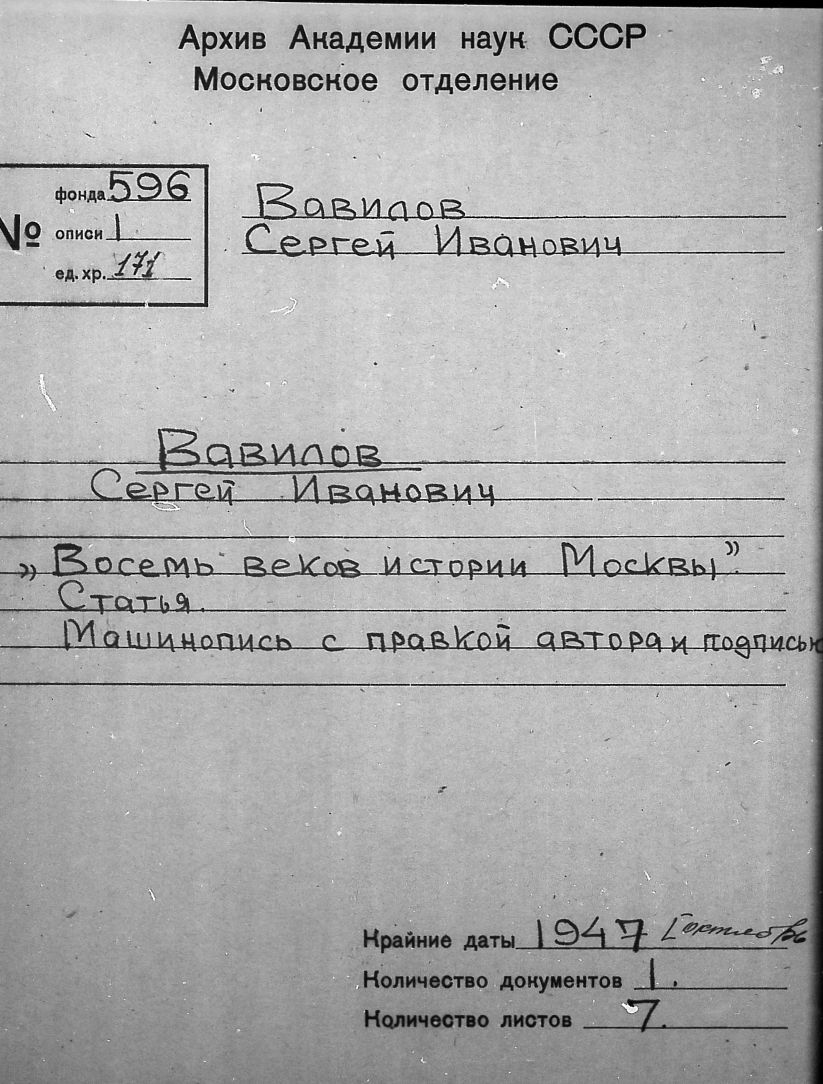 Архив Академии наук СССР
Московское отделение
№
фонда 596
описи 1
ед. хр. 171
Вавилов
Сергей Иванович
Вавилов
Сергей Иванович
„Восемь веков истории Москвы".
Статья.
Машинопись с правкой автора и подписью
Крайние даты 1947 [октябрь
Количество документов 1.
Количество листов 7.